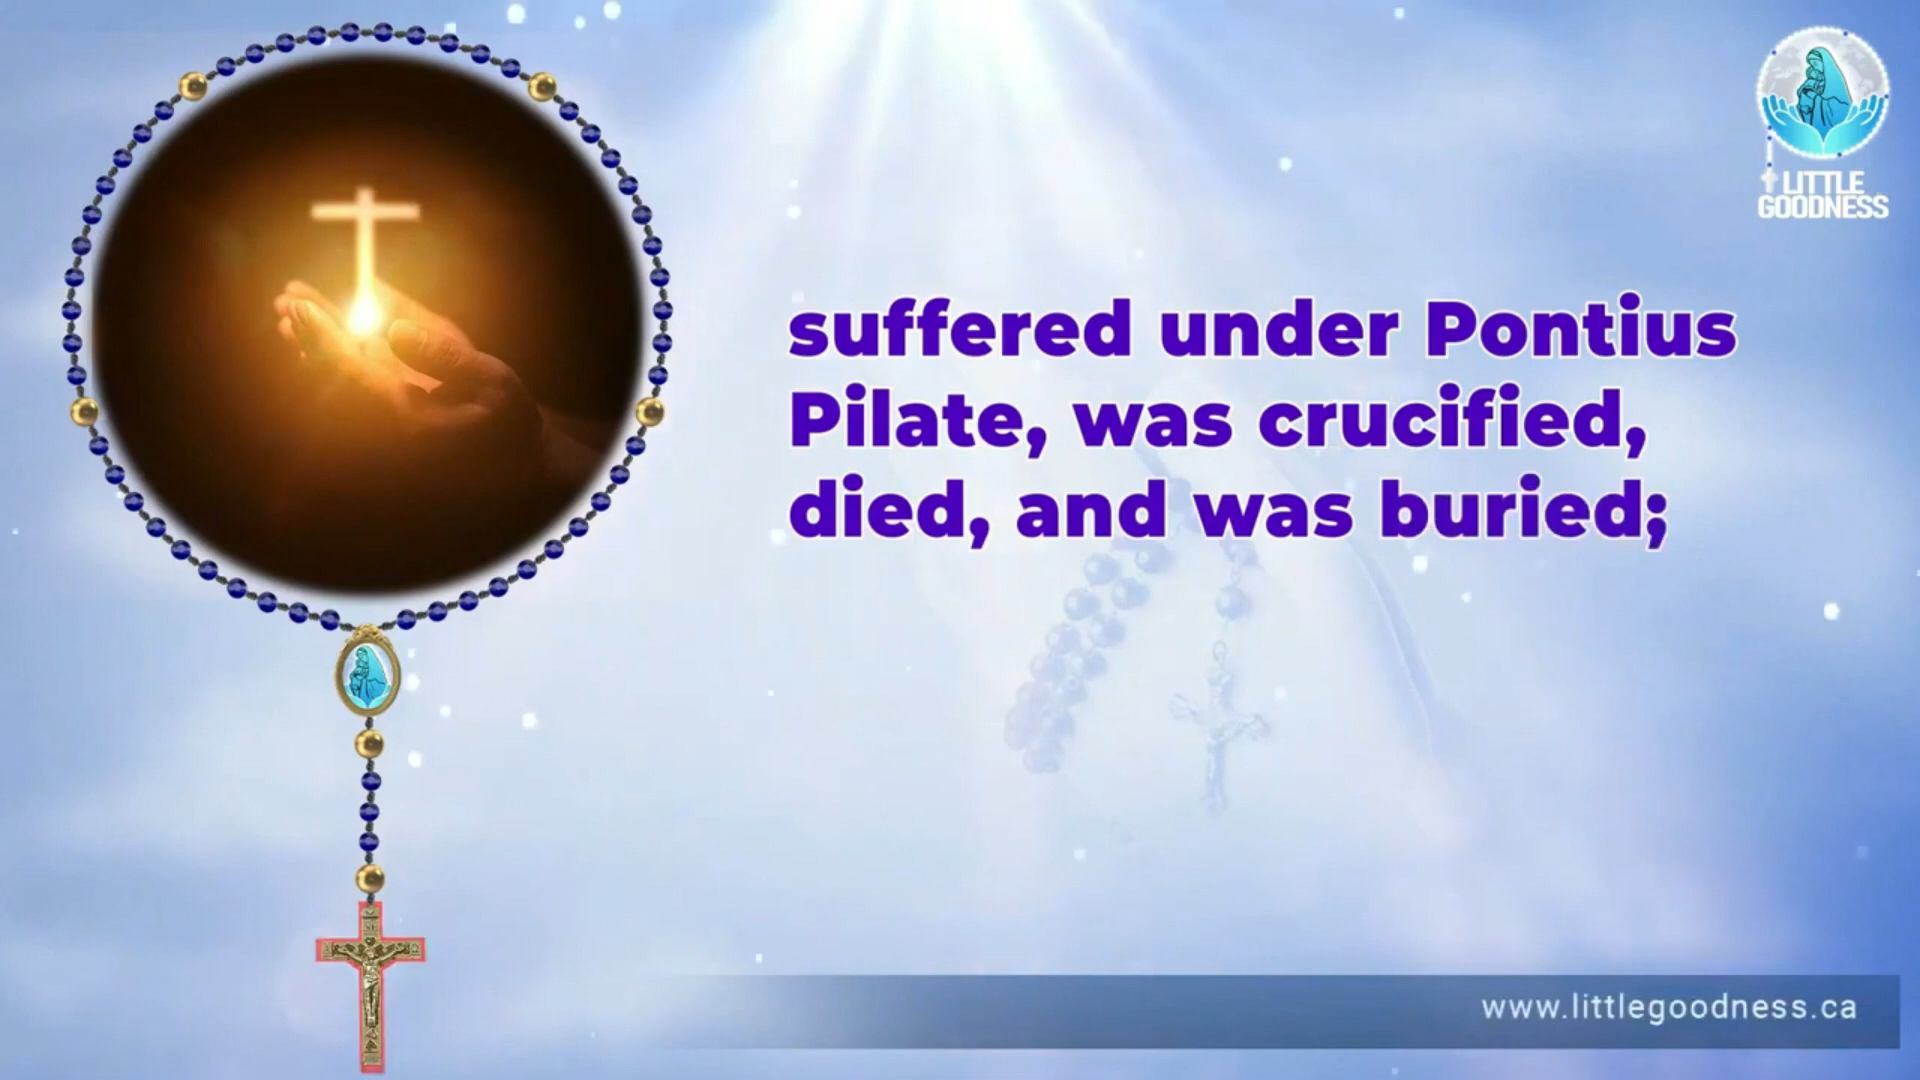 LITTLE
GOODNESS
suffered under Pontius
Pilate, was crucified,
died, and was buried;
www.littlegoodness.ca